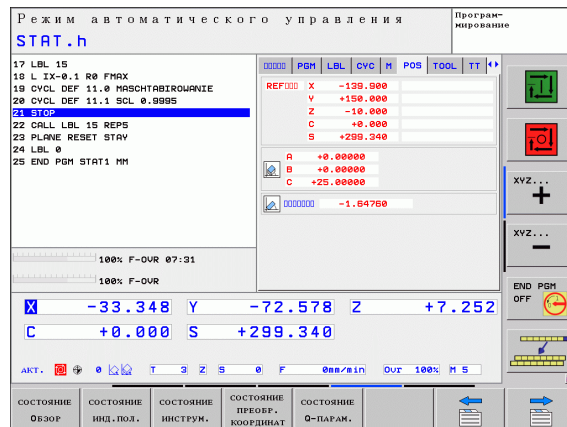 Режим автоматического управления
Програм-
мирование
STAT.h
17 LBL 15
18 L IX-0.1 R0 FMAX
19 CYCL DEF 11.0 MASCHTABIROWANIE
20 CYCL DEF 11.1 SCL 0.9995
21 STOP
22 CALL LBL 15 REP5
23 PLANE RESET STAY
24 LBL 0
25 END PGM STAT1 MM
PGM LBL CYC M POS TOOL TT
REF X -139.900
Y +150.000
Z -10.000
C +0.000
S +299.340
A +0.00000
B +0.00000
C +25.00000
-1.64760
100% F-OVR 07:31
100% F-OVR
XYZ...
+
XYZ...
−
END PGM
OFF
X -33.348 Y -72.578 Z +7.252
C +0.000 S +299.340
АКТ. 0 T 3 Z S 0 F 0mm/min Ovr 100% M 5
СОСТОЯНИЕ
ОБЗОР
СОСТОЯНИЕ
ИНД.ПОЛ.
СОСТОЯНИЕ
ИНСТРУМ.
СОСТОЯНИЕ
ПРЕОБР.
КООРДИНАТ
СОСТОЯНИЕ
Q-ПАРАМ.